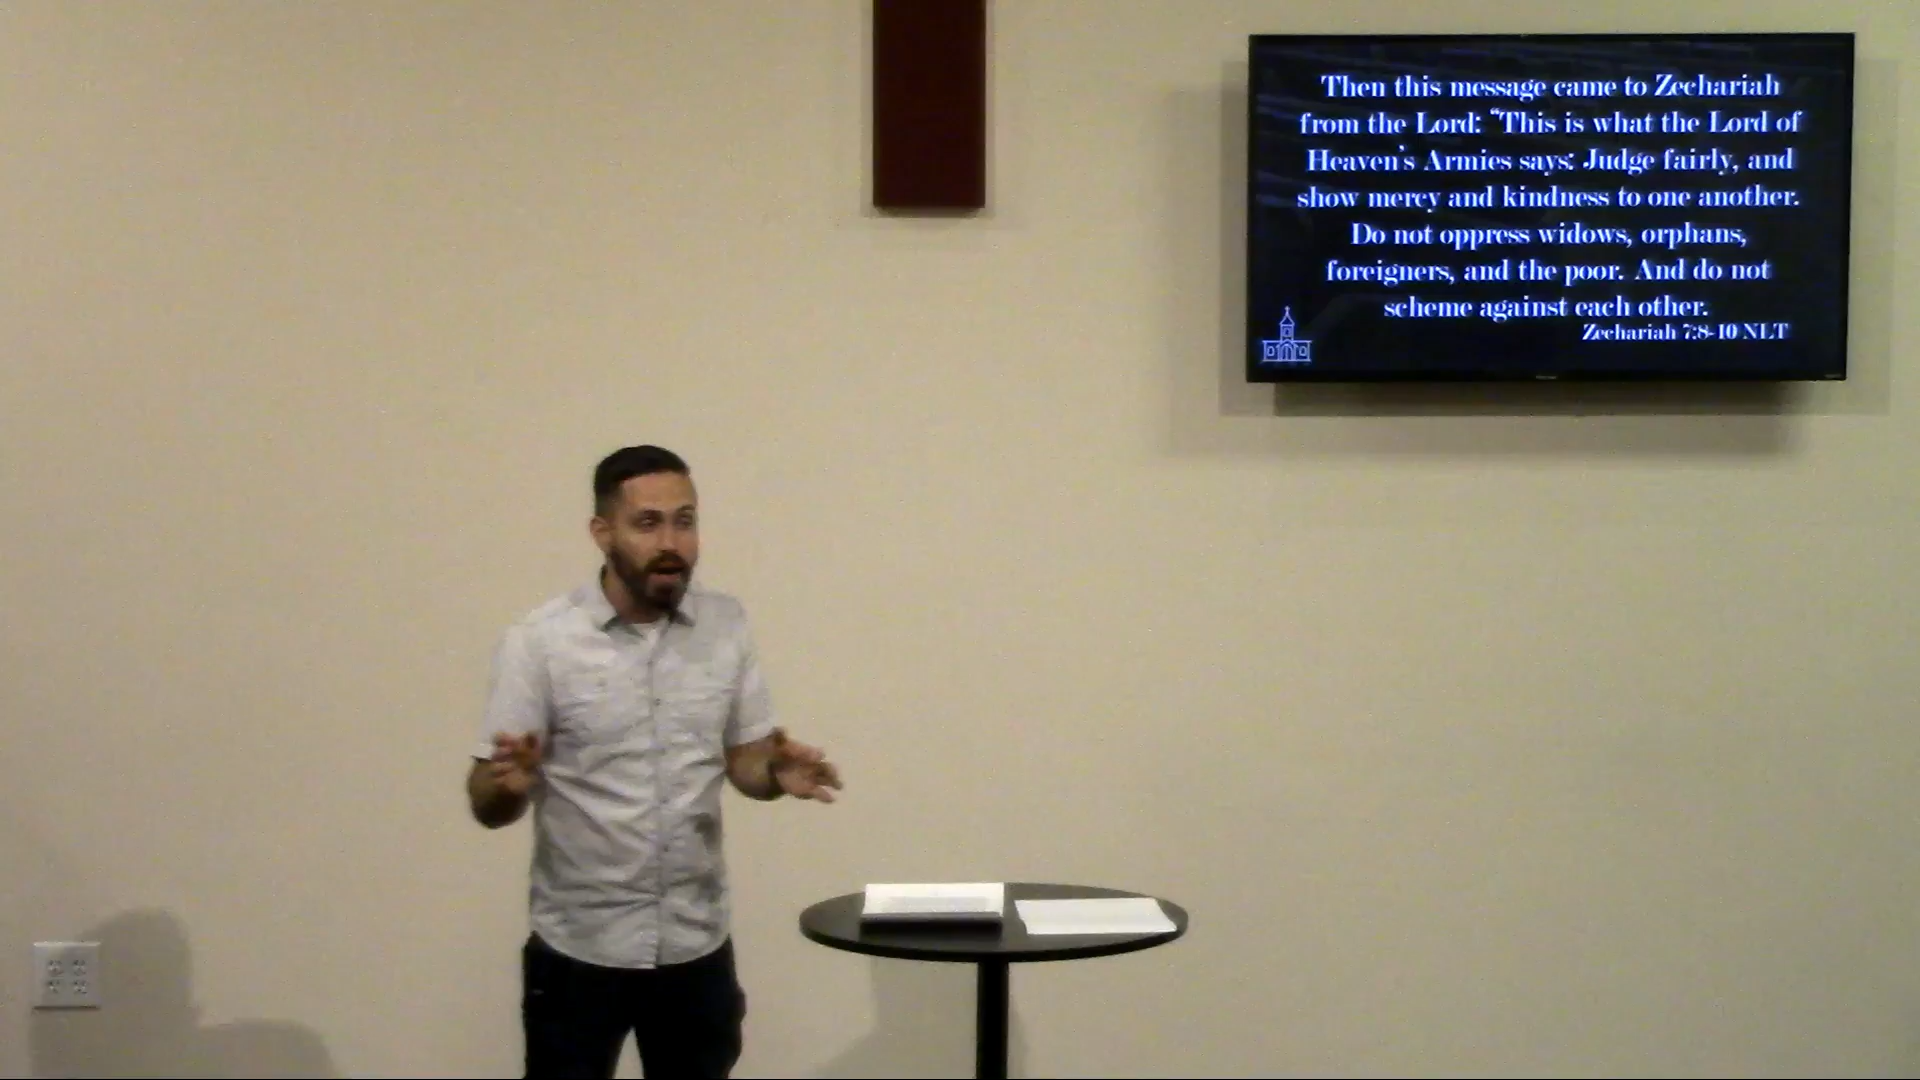 Then this message came to Zechariah
from the Lord: “This is what the Lord of
Heaven's Armies says: Judge fairly, and
show mercy and kindness to one another.
Do not oppress widows, orphans,
foreigners, and the poor. And do not
scheme against each other.
Zechariah 7:8-10 NLT